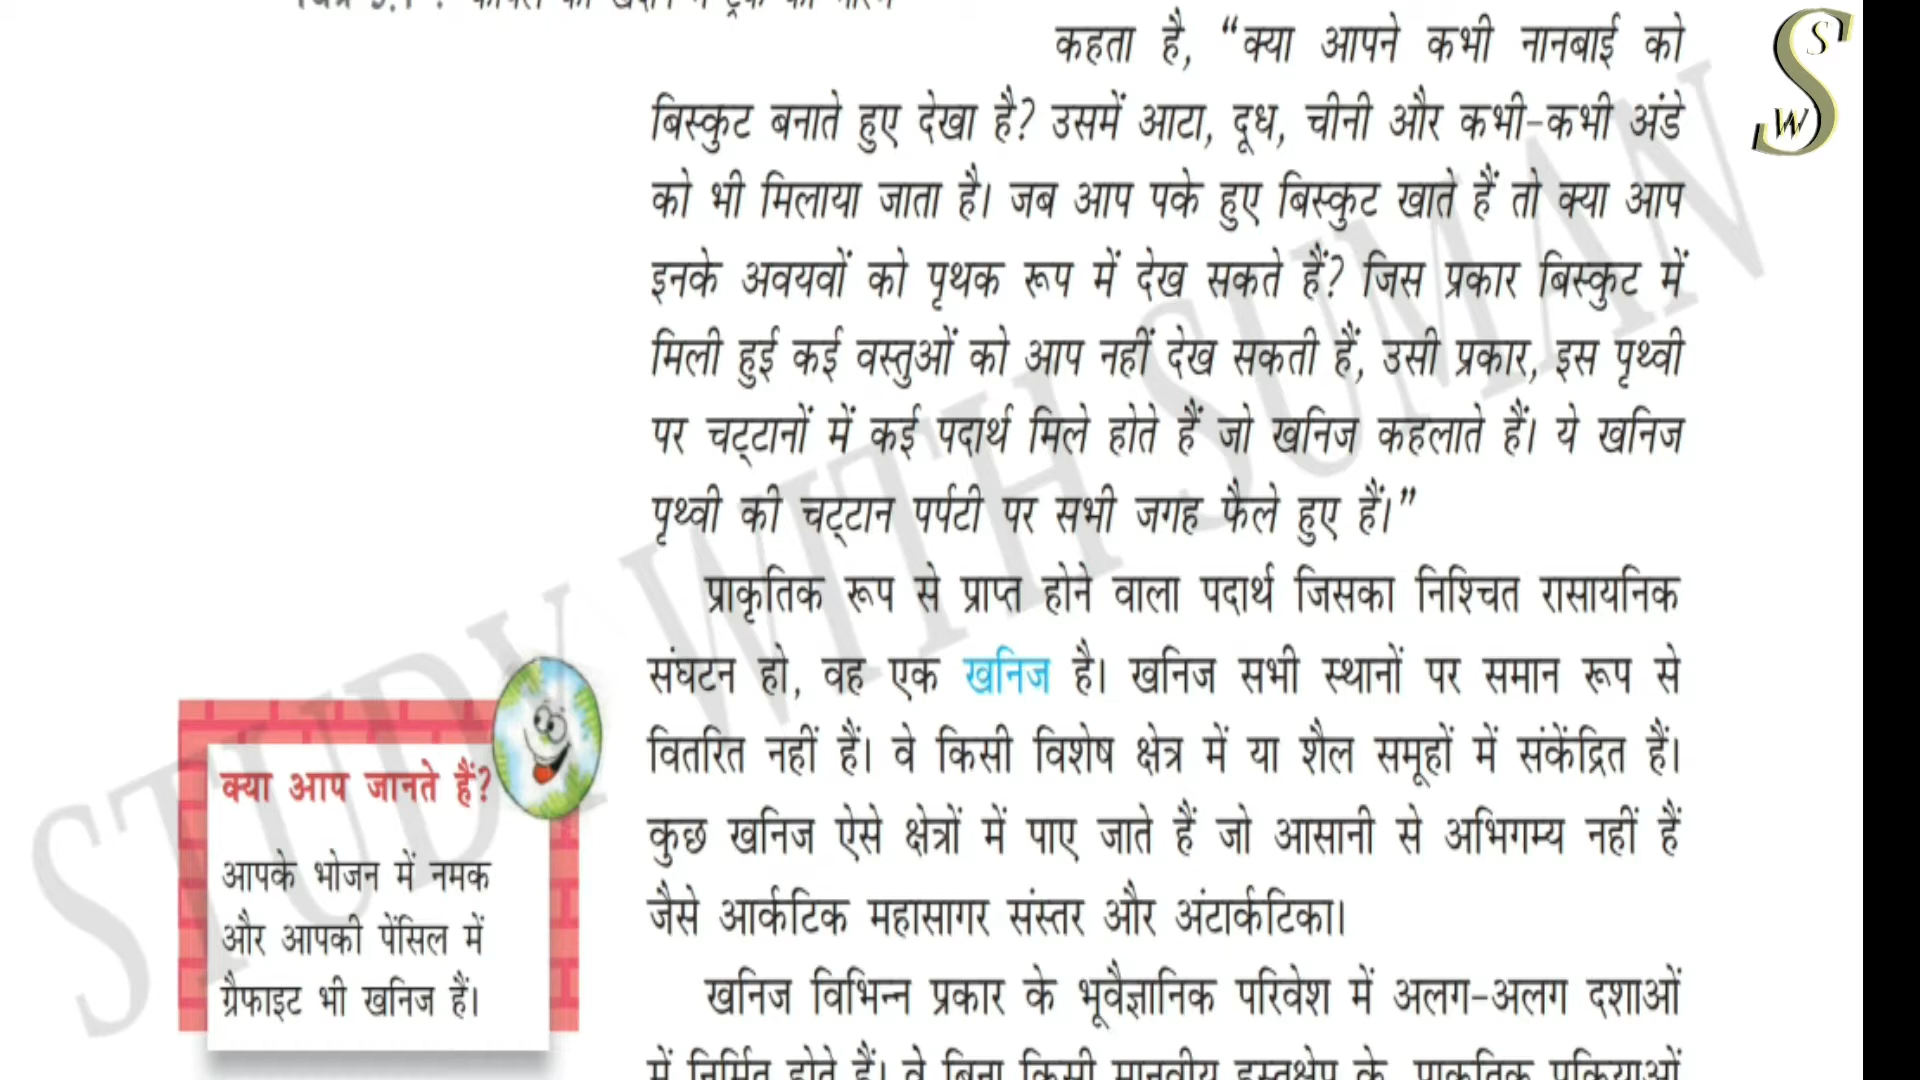 कहता है, “क्या आपने कभी नानबाई को
बिस्कुट बनाते हुए देखा है? उसमें आटा, दूध, चीनी और कभी-कभी अंडे
को भी मिलाया जाता है। जब आप पके हुए बिस्कुट खाते हैं तो क्या आप
इनके अवयवों को पृथक रूप में देख सकते हैं? जिस प्रकार बिस्कुट में
मिली हुई कई वस्तुओं को आप नहीं देख सकती हैं, उसी प्रकार, इस पृथ्वी
पर चट्टानों में कई पदार्थ मिले होते हैं जो खनिज कहलाते हैं। ये खनिज
पृथ्वी की चट्टान पर्पटी पर सभी जगह फैले हुए हैं।”
प्राकृतिक रूप से प्राप्त होने वाला पदार्थ जिसका निश्चित रासायनिक
संघटन हो, वह एक खनिज है। खनिज सभी स्थानों पर समान रूप से
वितरित नहीं हैं। वे किसी विशेष क्षेत्र में या शैल समूहों में संकेंद्रित हैं।
कुछ खनिज ऐसे क्षेत्रों में पाए जाते हैं जो आसानी से अभिगम्य नहीं हैं
जैसे आर्कटिक महासागर संस्तर और अंटार्कटिका।
खनिज विभिन्न प्रकार के भूवैज्ञानिक परिवेश में अलग-अलग दशाओं
में निर्मित होते हैं। वे बिना किसी मानवीय हस्तक्षेप के, प्राकृतिक प्रक्रियाओं
क्या आप जानते हैं?
आपके भोजन में नमक
और आपकी पेंसिल में
ग्रैफाइट भी खनिज हैं।
STUDY WITH SUMAN
S
S
W